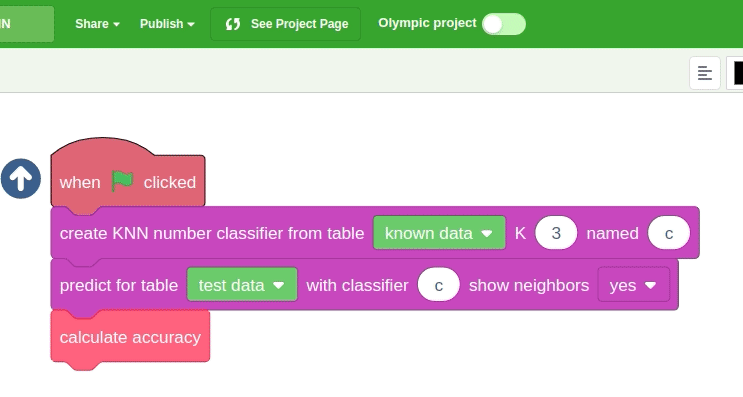 NN Share Publish See Project Page Olympic project
when clicked
create KNN number classifier from table known data K 3 named c
predict for table test data with classifier c show neighbors yes
calculate accuracy